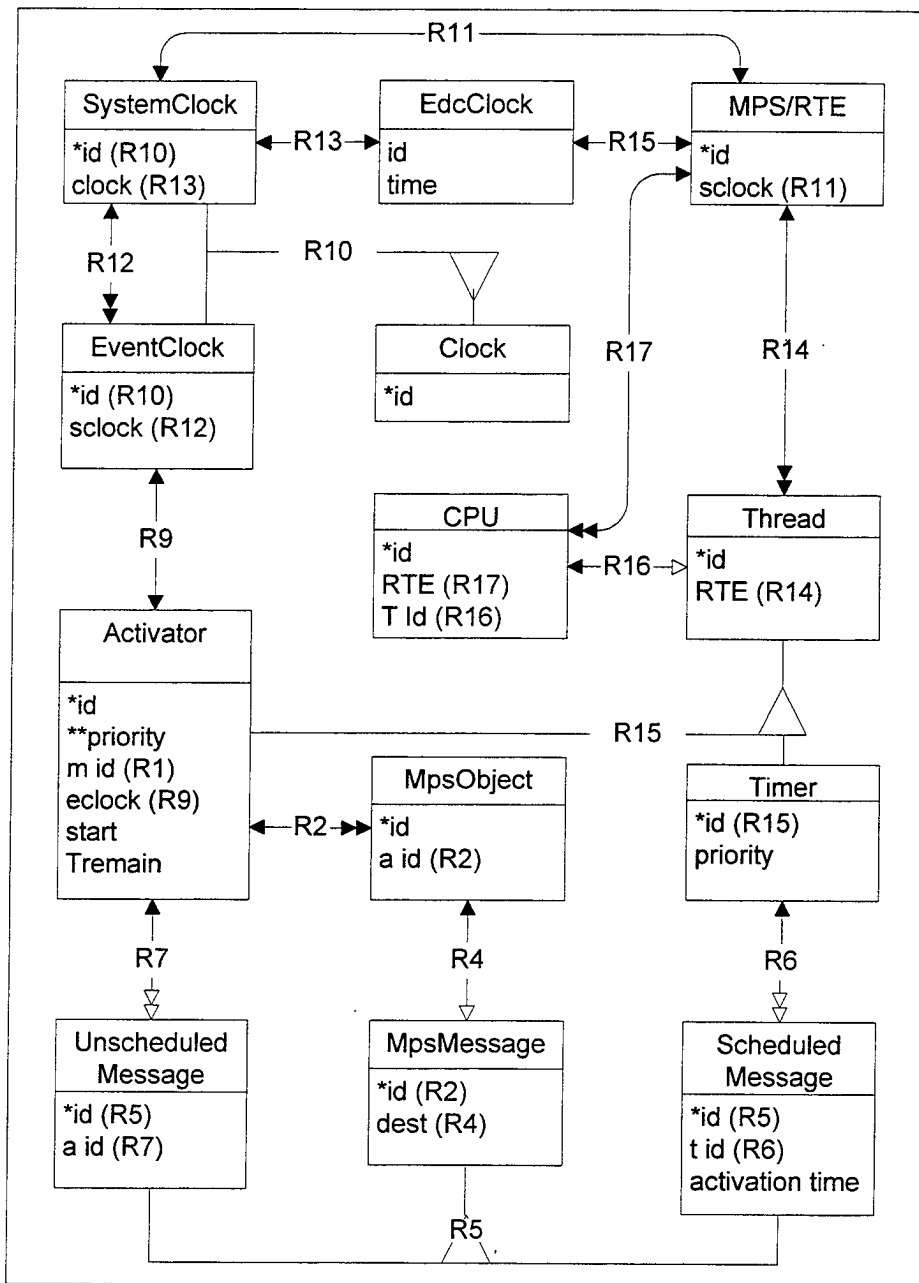 R11
SystemClock
*id (R10)
clock (R13)
R13
EdcClock
id
time
R15
MPS/RTE
*id
sclock (R11)
R12
R10
R17
R14
EventClock
*id (R10)
sclock (R12)
Clock
*id
R9
CPU
*id
RTE (R17)
T Id (R16)
R16
Thread
*id
RTE (R14)
Activator
*id
**priority
m id (R1)
eclock (R9)
start
Tremain
R15
R2
MpsObject
*id
a id (R2)
Timer
*id (R15)
priority
R7
R4
R6
Unscheduled
Message
*id (R5)
a id (R7)
MpsMessage
*id (R2)
dest (R4)
Scheduled
Message
*id (R5)
t id (R6)
activation time
R5